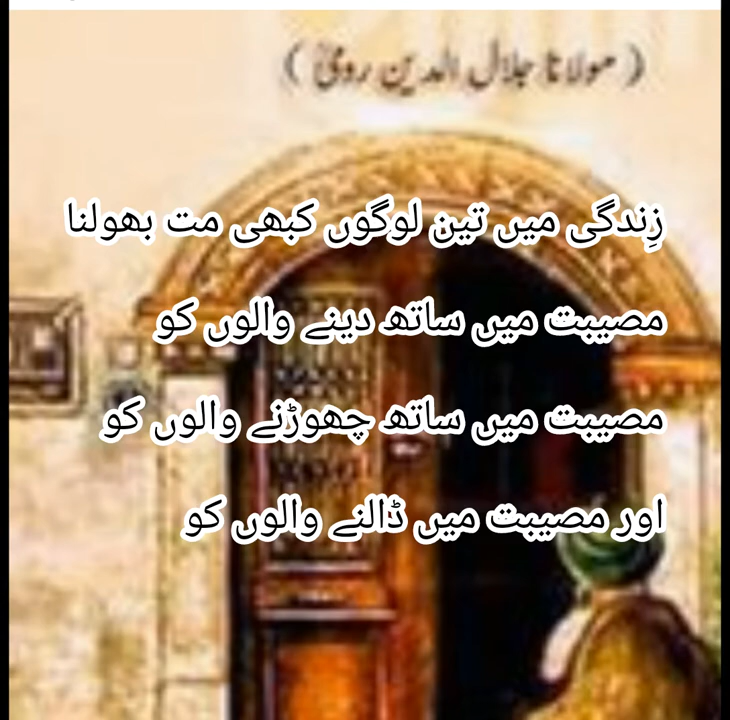 ( مولانا جلال الدین رومیؒ )
زِندگی میں تین لوگوں کبھی مت بھولنا
مصیبت میں ساتھ دینے والوں کو
مصیبت میں ساتھ چھوڑنے والوں کو
اور مصیبت میں ڈالنے والوں کو